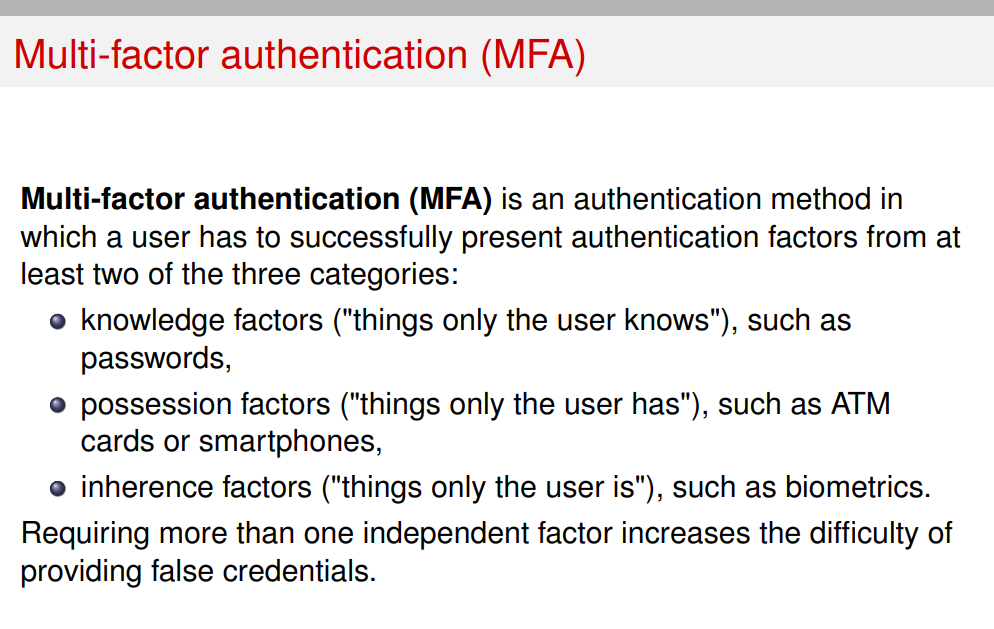 Multi-factor authentication (MFA)
Multi-factor authentication (MFA) is an authentication method in
which a user has to successfully present authentication factors from at
least two of the three categories:
knowledge factors ("things only the user knows"), such as
passwords,
possession factors ("things only the user has"), such as ATM
cards or smartphones,
inherence factors ("things only the user is"), such as biometrics.
Requiring more than one independent factor increases the difficulty of
providing false credentials.